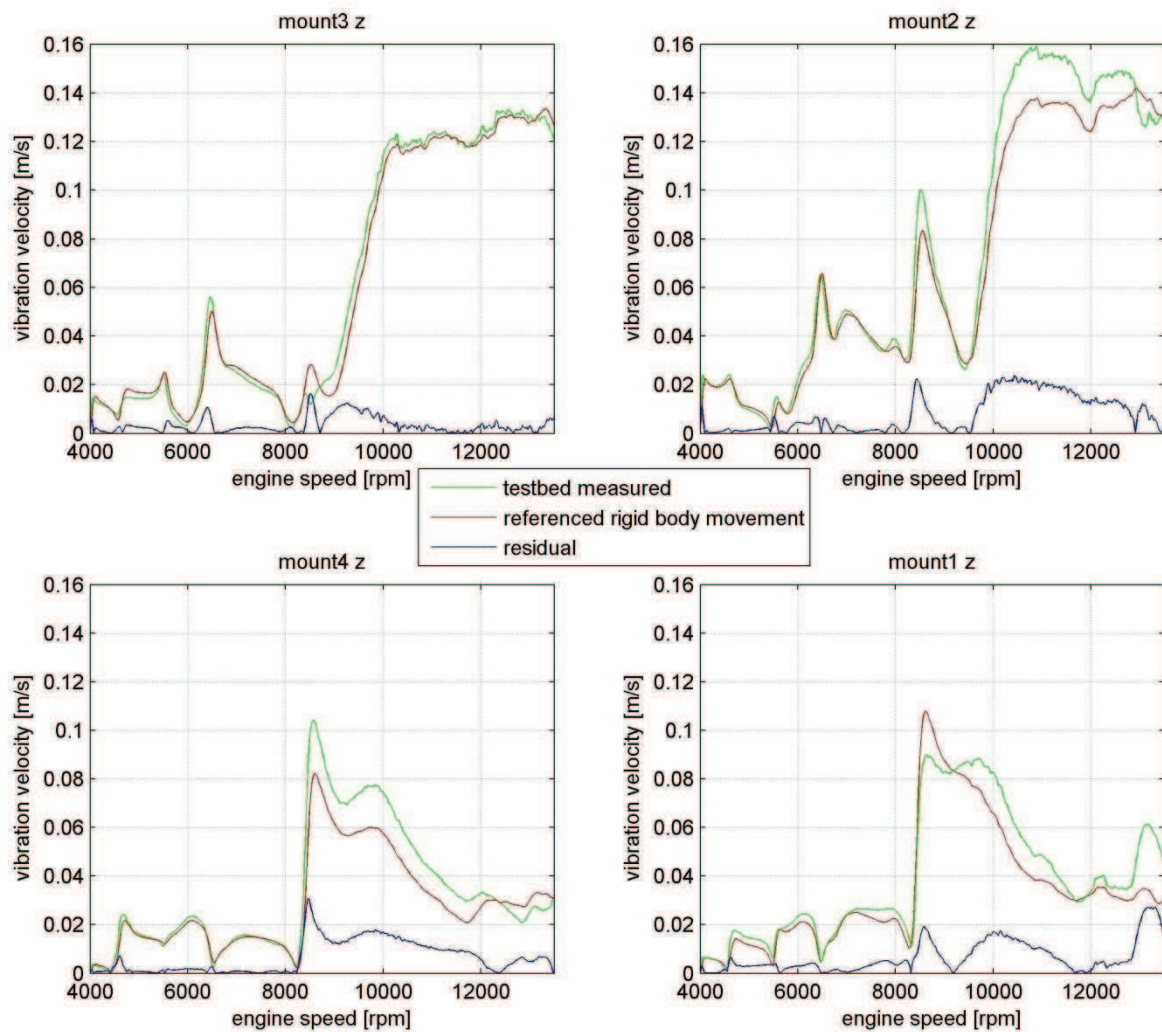 mount3 z
0.16
0.14
0.12
0.1
0.08
0.06
0.04
0.02
0
vibration velocity [m/s]
4000 6000 8000 10000 12000
engine speed [rpm]
mount2 z
0.16
0.14
0.12
0.1
0.08
0.06
0.04
0.02
0
vibration velocity [m/s]
4000 6000 8000 10000 12000
engine speed [rpm]
testbed measured
referenced rigid body movement
residual
mount4 z
0.16
0.14
0.12
0.1
0.08
0.06
0.04
0.02
0
vibration velocity [m/s]
4000 6000 8000 10000 12000
engine speed [rpm]
mount1 z
0.16
0.14
0.12
0.1
0.08
0.06
0.04
0.02
0
vibration velocity [m/s]
4000 6000 8000 10000 12000
engine speed [rpm]